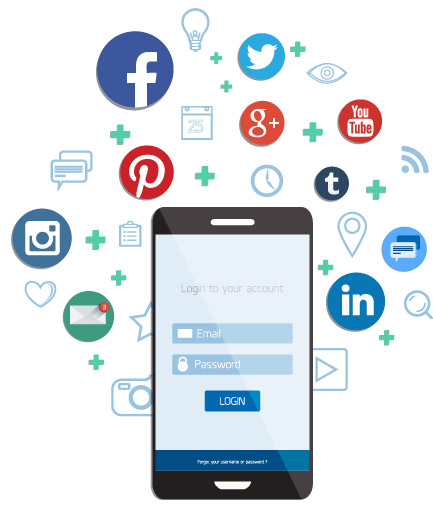 f
25
g+
You
Tube
t
in
Login to your account
Email
Password
LOGIN
Forgot your username or password ?